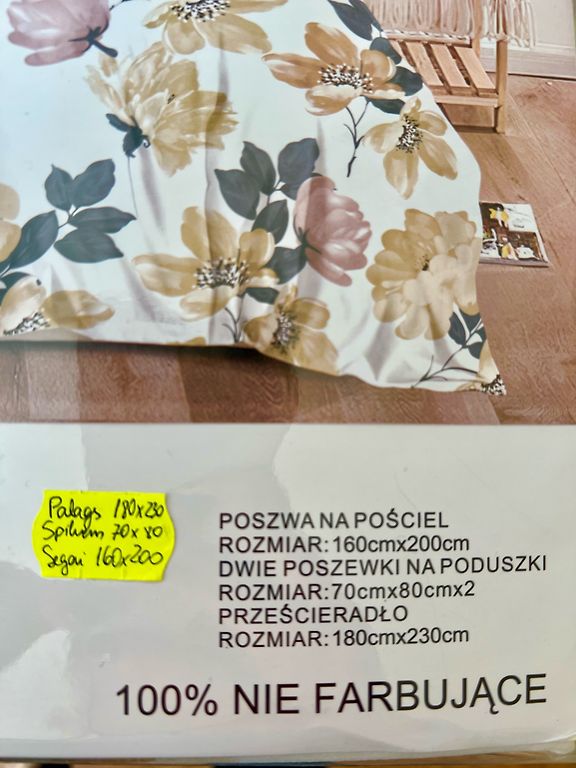 Palags 180x230
Spilven 70x80
Segai 160x200
POSZWA NA POŚCIEL
ROZMIAR: 160cmx200cm
DWIE POSZEWKI NA PODUSZKI
ROZMIAR: 70cmx80cmx2
PRZEŚCIERADŁO
ROZMIAR: 180cmx230cm
100% NIE FARBUJĄCE